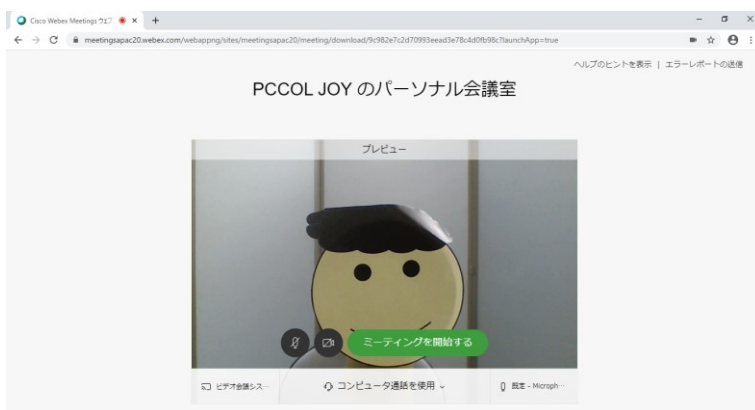 Cisco Webex Meetings ウェブ
meetingsapac20.webex.com/webappng/sites/meetingsapac20/meeting/download/9c982e7c2d70993eead3e78c4d0fb98c?launchApp=true
ヘルプのヒントを表示 | エラーレポートの送信
PCCOL JOY のパーソナル会議室
プレビュー
ミーティングを開始する
ビデオ会議シス… コンピュータ通話を使用 既定 - Microph…